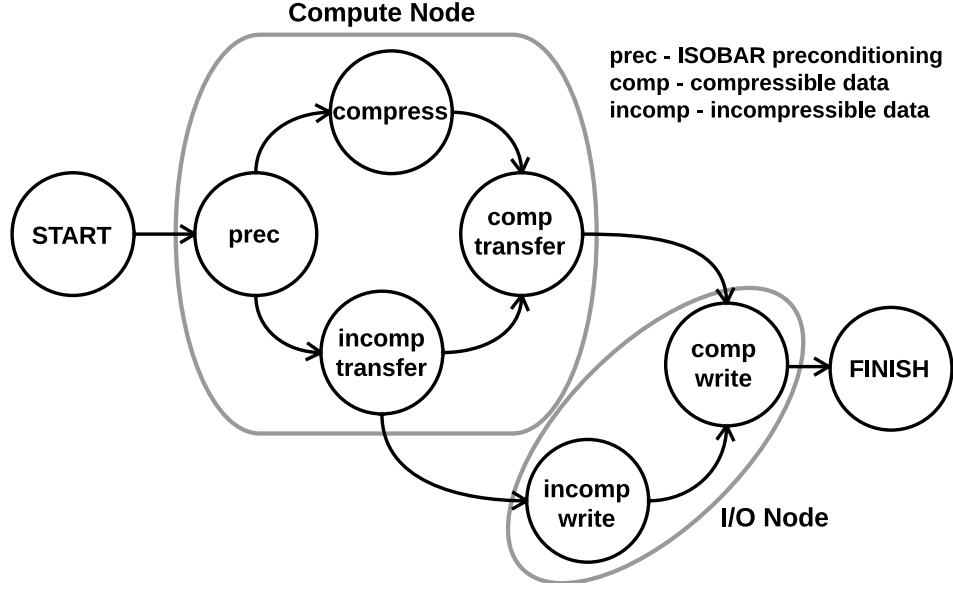 Compute Node
prec - ISOBAR preconditioning
comp - compressible data
incomp - incompressible data
compress
START
prec
comp
transfer
incomp
transfer
comp
write
FINISH
incomp
write
I/O Node